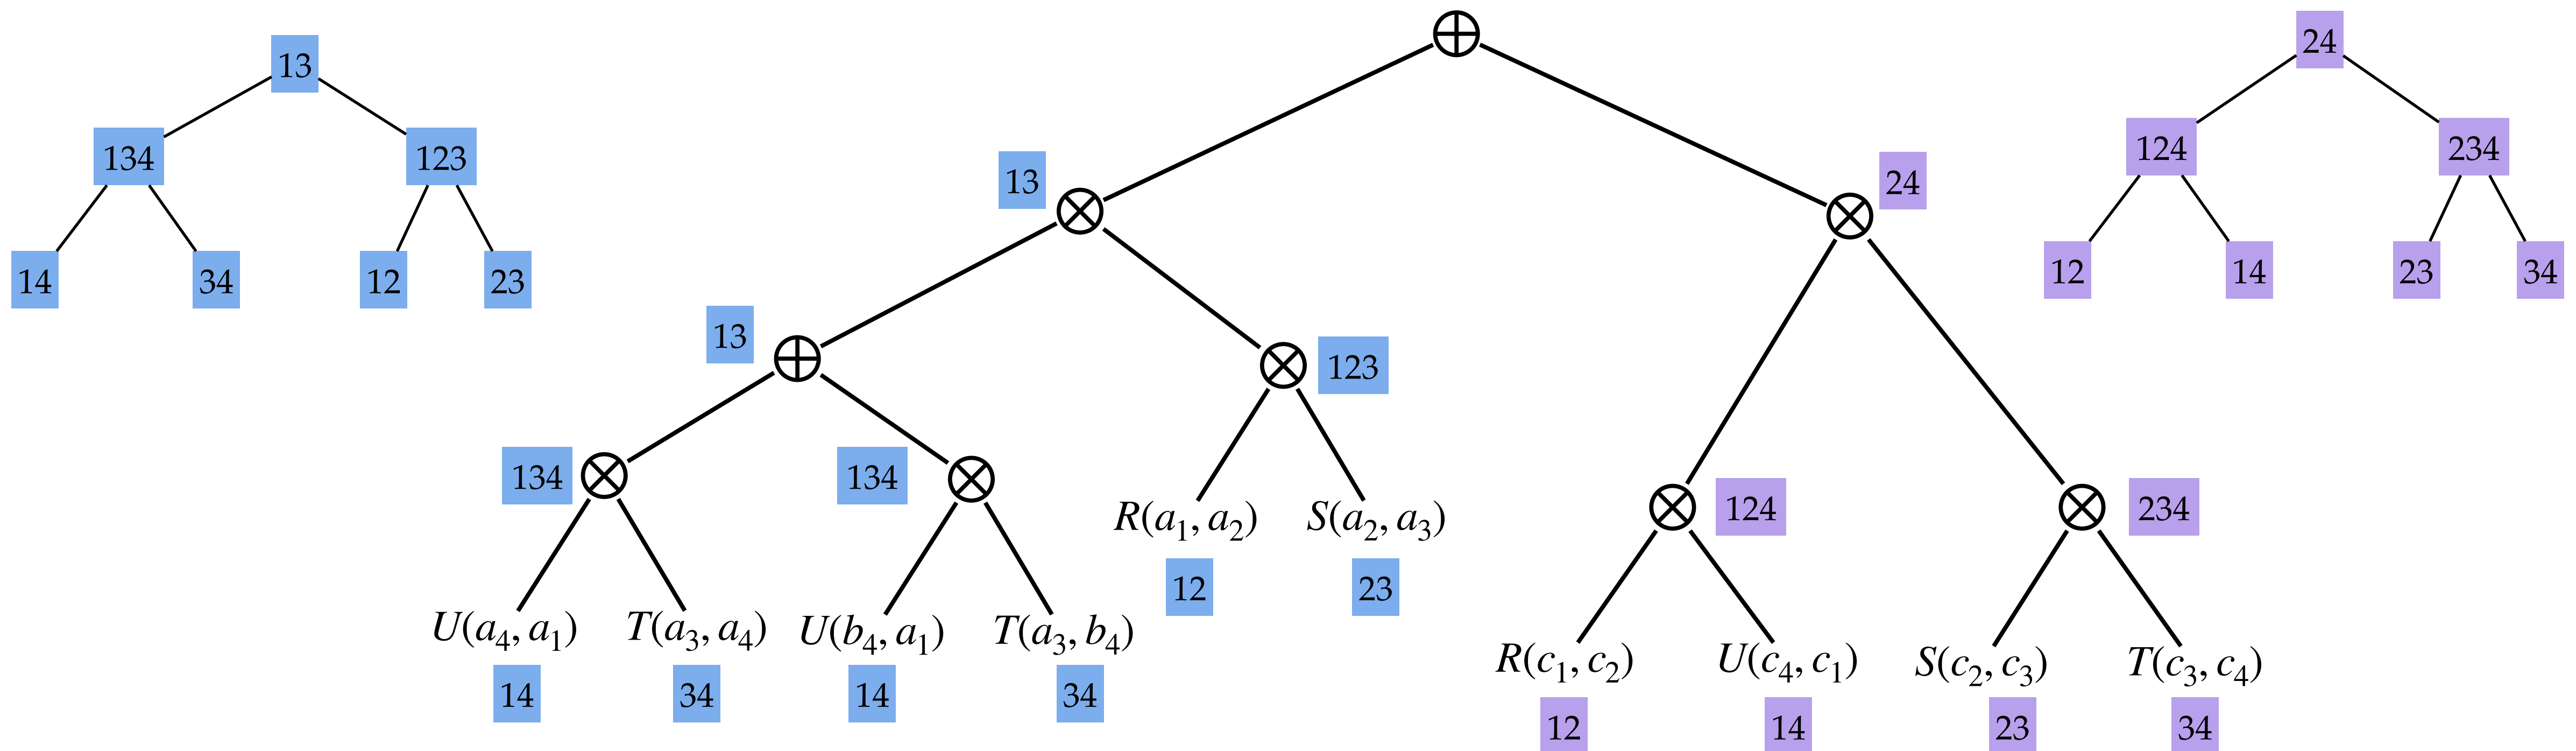 13
134 123
14 34 12 23
⊕
13 ⊗
⊗ 24
13 ⊕
⊗ 123
134 ⊗
134 ⊗
R(a₁, a₂) S(a₂, a₃)
12 23
U(a₄, a₁) T(a₃, a₄) U(b₄, a₁) T(a₃, b₄)
14 34 14 34
⊗ 124
⊗ 234
R(c₁, c₂) U(c₄, c₁) S(c₂, c₃) T(c₃, c₄)
12 14 23 34
24
124 234
12 14 23 34